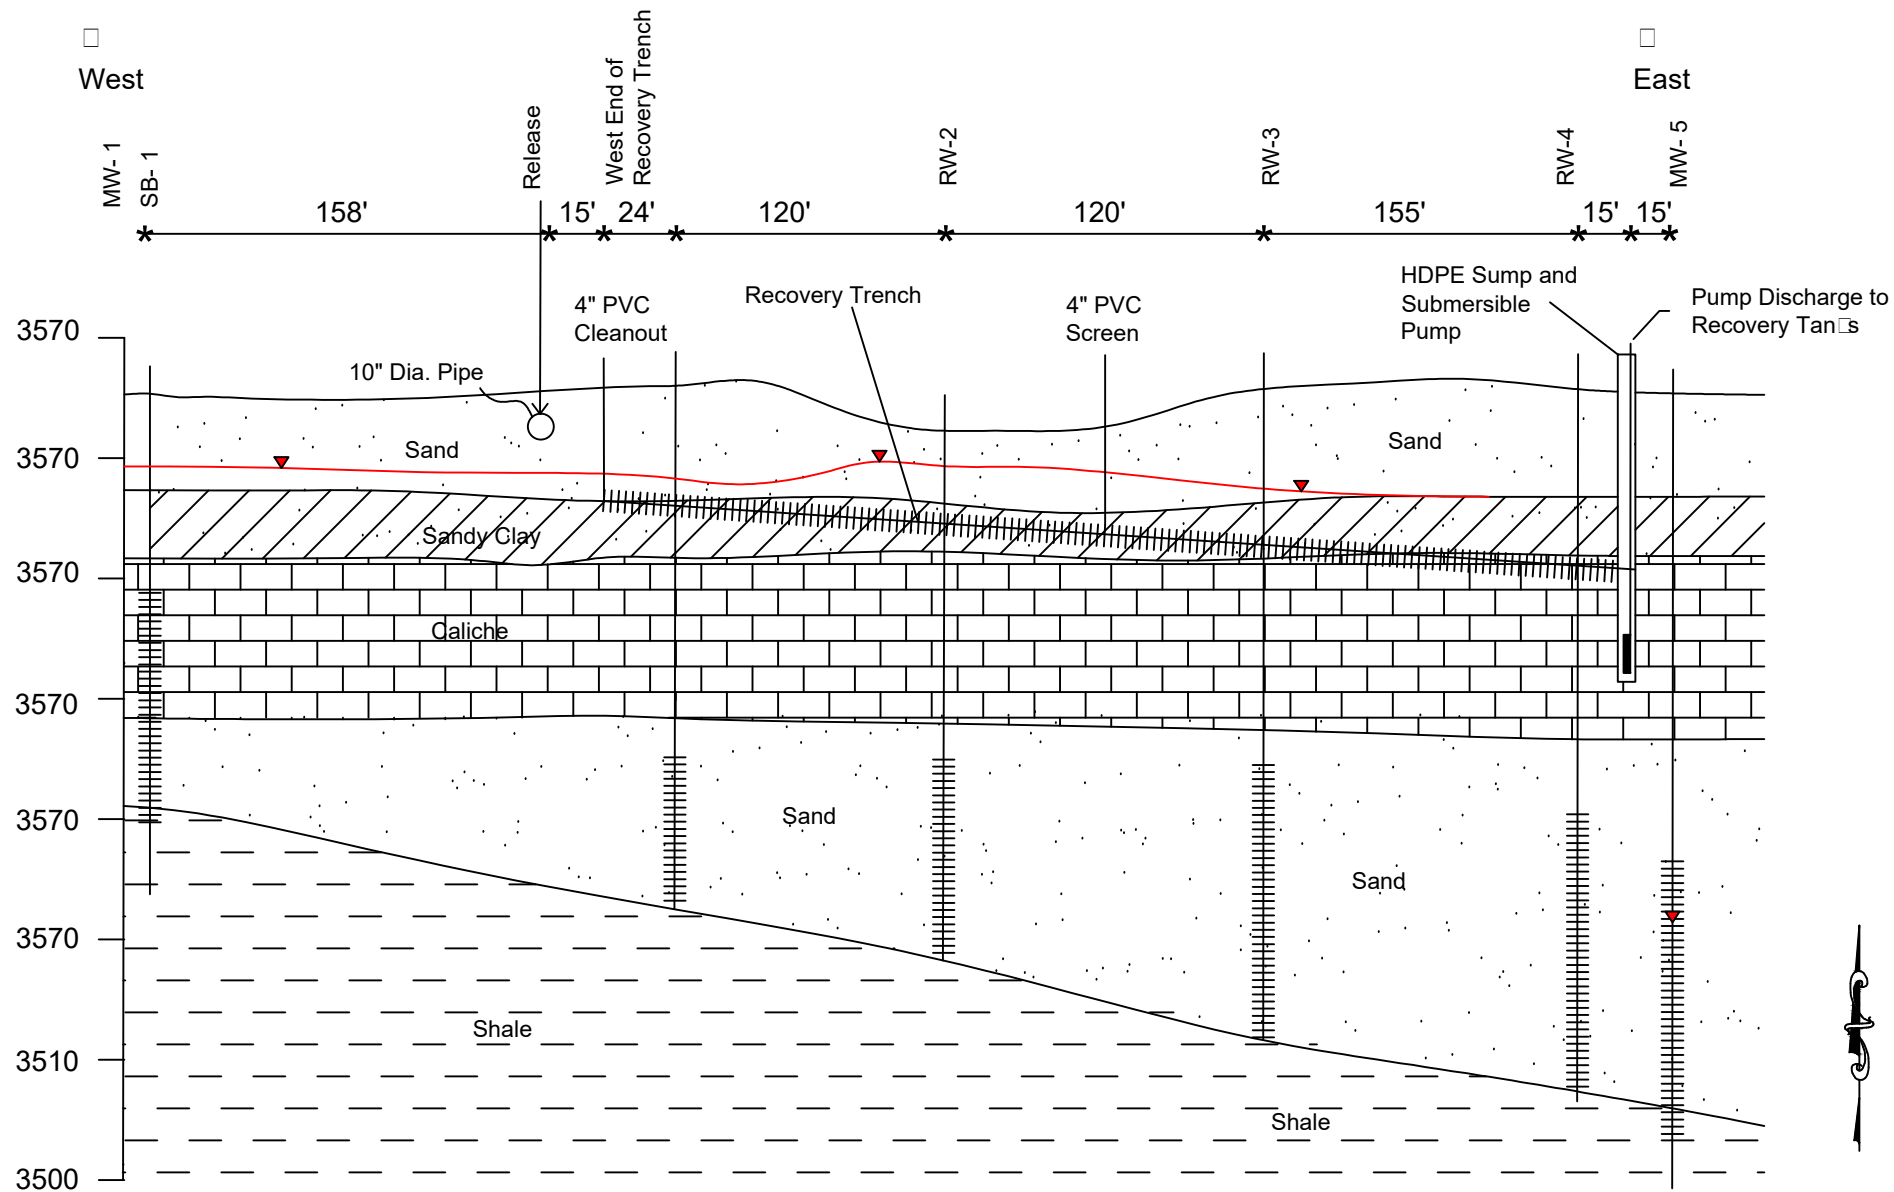 West
East
MW- 1
SB- 1
Release
West End of
Recovery Trench
RW-2
RW-3
RW-4
MW- 5
158'
15'
24'
120'
120'
155'
15'
15'
4" PVC
Cleanout
Recovery Trench
4" PVC
Screen
HDPE Sump and
Submersible
Pump
Pump Discharge to
Recovery Tan□s
10" Dia. Pipe
3570
3570
3570
3570
3570
3570
3510
3500
Sand
Sand
Sandy Clay
Caliche
Sand
Sand
Shale
Shale